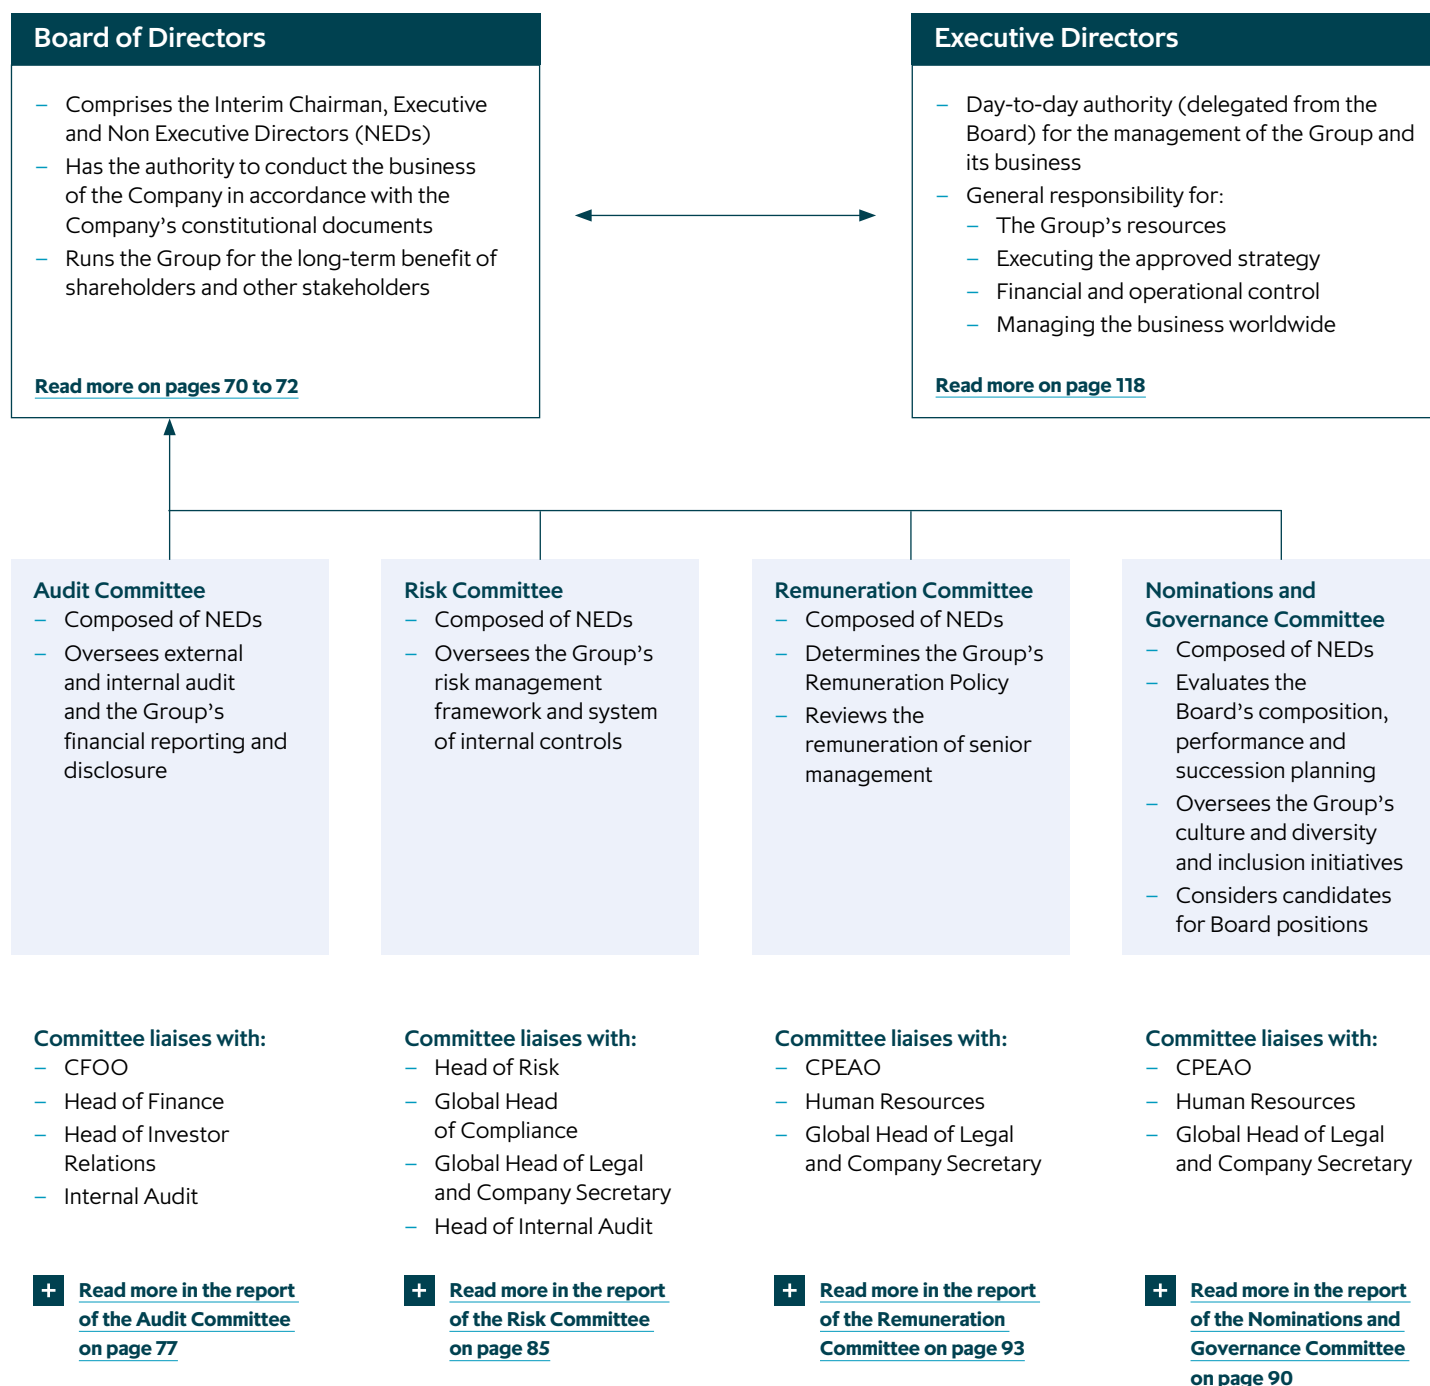 Board of Directors
– Comprises the Interim Chairman, Executive
and Non Executive Directors (NEDs)
– Has the authority to conduct the business
of the Company in accordance with the
Company’s constitutional documents
– Runs the Group for the long-term benefit of
shareholders and other stakeholders
Read more on pages 70 to 72
Executive Directors
– Day-to-day authority (delegated from the
Board) for the management of the Group and
its business
– General responsibility for:
– The Group’s resources
– Executing the approved strategy
– Financial and operational control
– Managing the business worldwide
Read more on page 118
Audit Committee
– Composed of NEDs
– Oversees external
and internal audit
and the Group’s
financial reporting and
disclosure
Risk Committee
– Composed of NEDs
– Oversees the Group’s
risk management
framework and system
of internal controls
Remuneration Committee
– Composed of NEDs
– Determines the Group’s
Remuneration Policy
– Reviews the
remuneration of senior
management
Nominations and
Governance Committee
– Composed of NEDs
– Evaluates the
Board’s composition,
performance and
succession planning
– Oversees the Group’s
culture and diversity
and inclusion initiatives
– Considers candidates
for Board positions
Committee liaises with:
– CFOO
– Head of Finance
– Head of Investor
Relations
– Internal Audit
+ Read more in the report
of the Audit Committee
on page 77
Committee liaises with:
– Head of Risk
– Global Head
of Compliance
– Global Head of Legal
and Company Secretary
– Head of Internal Audit
+ Read more in the report
of the Risk Committee
on page 85
Committee liaises with:
– CPEAO
– Human Resources
– Global Head of Legal
and Company Secretary
+ Read more in the report
of the Remuneration
Committee on page 93
Committee liaises with:
– CPEAO
– Human Resources
– Global Head of Legal
and Company Secretary
+ Read more in the report
of the Nominations and
Governance Committee
on page 90